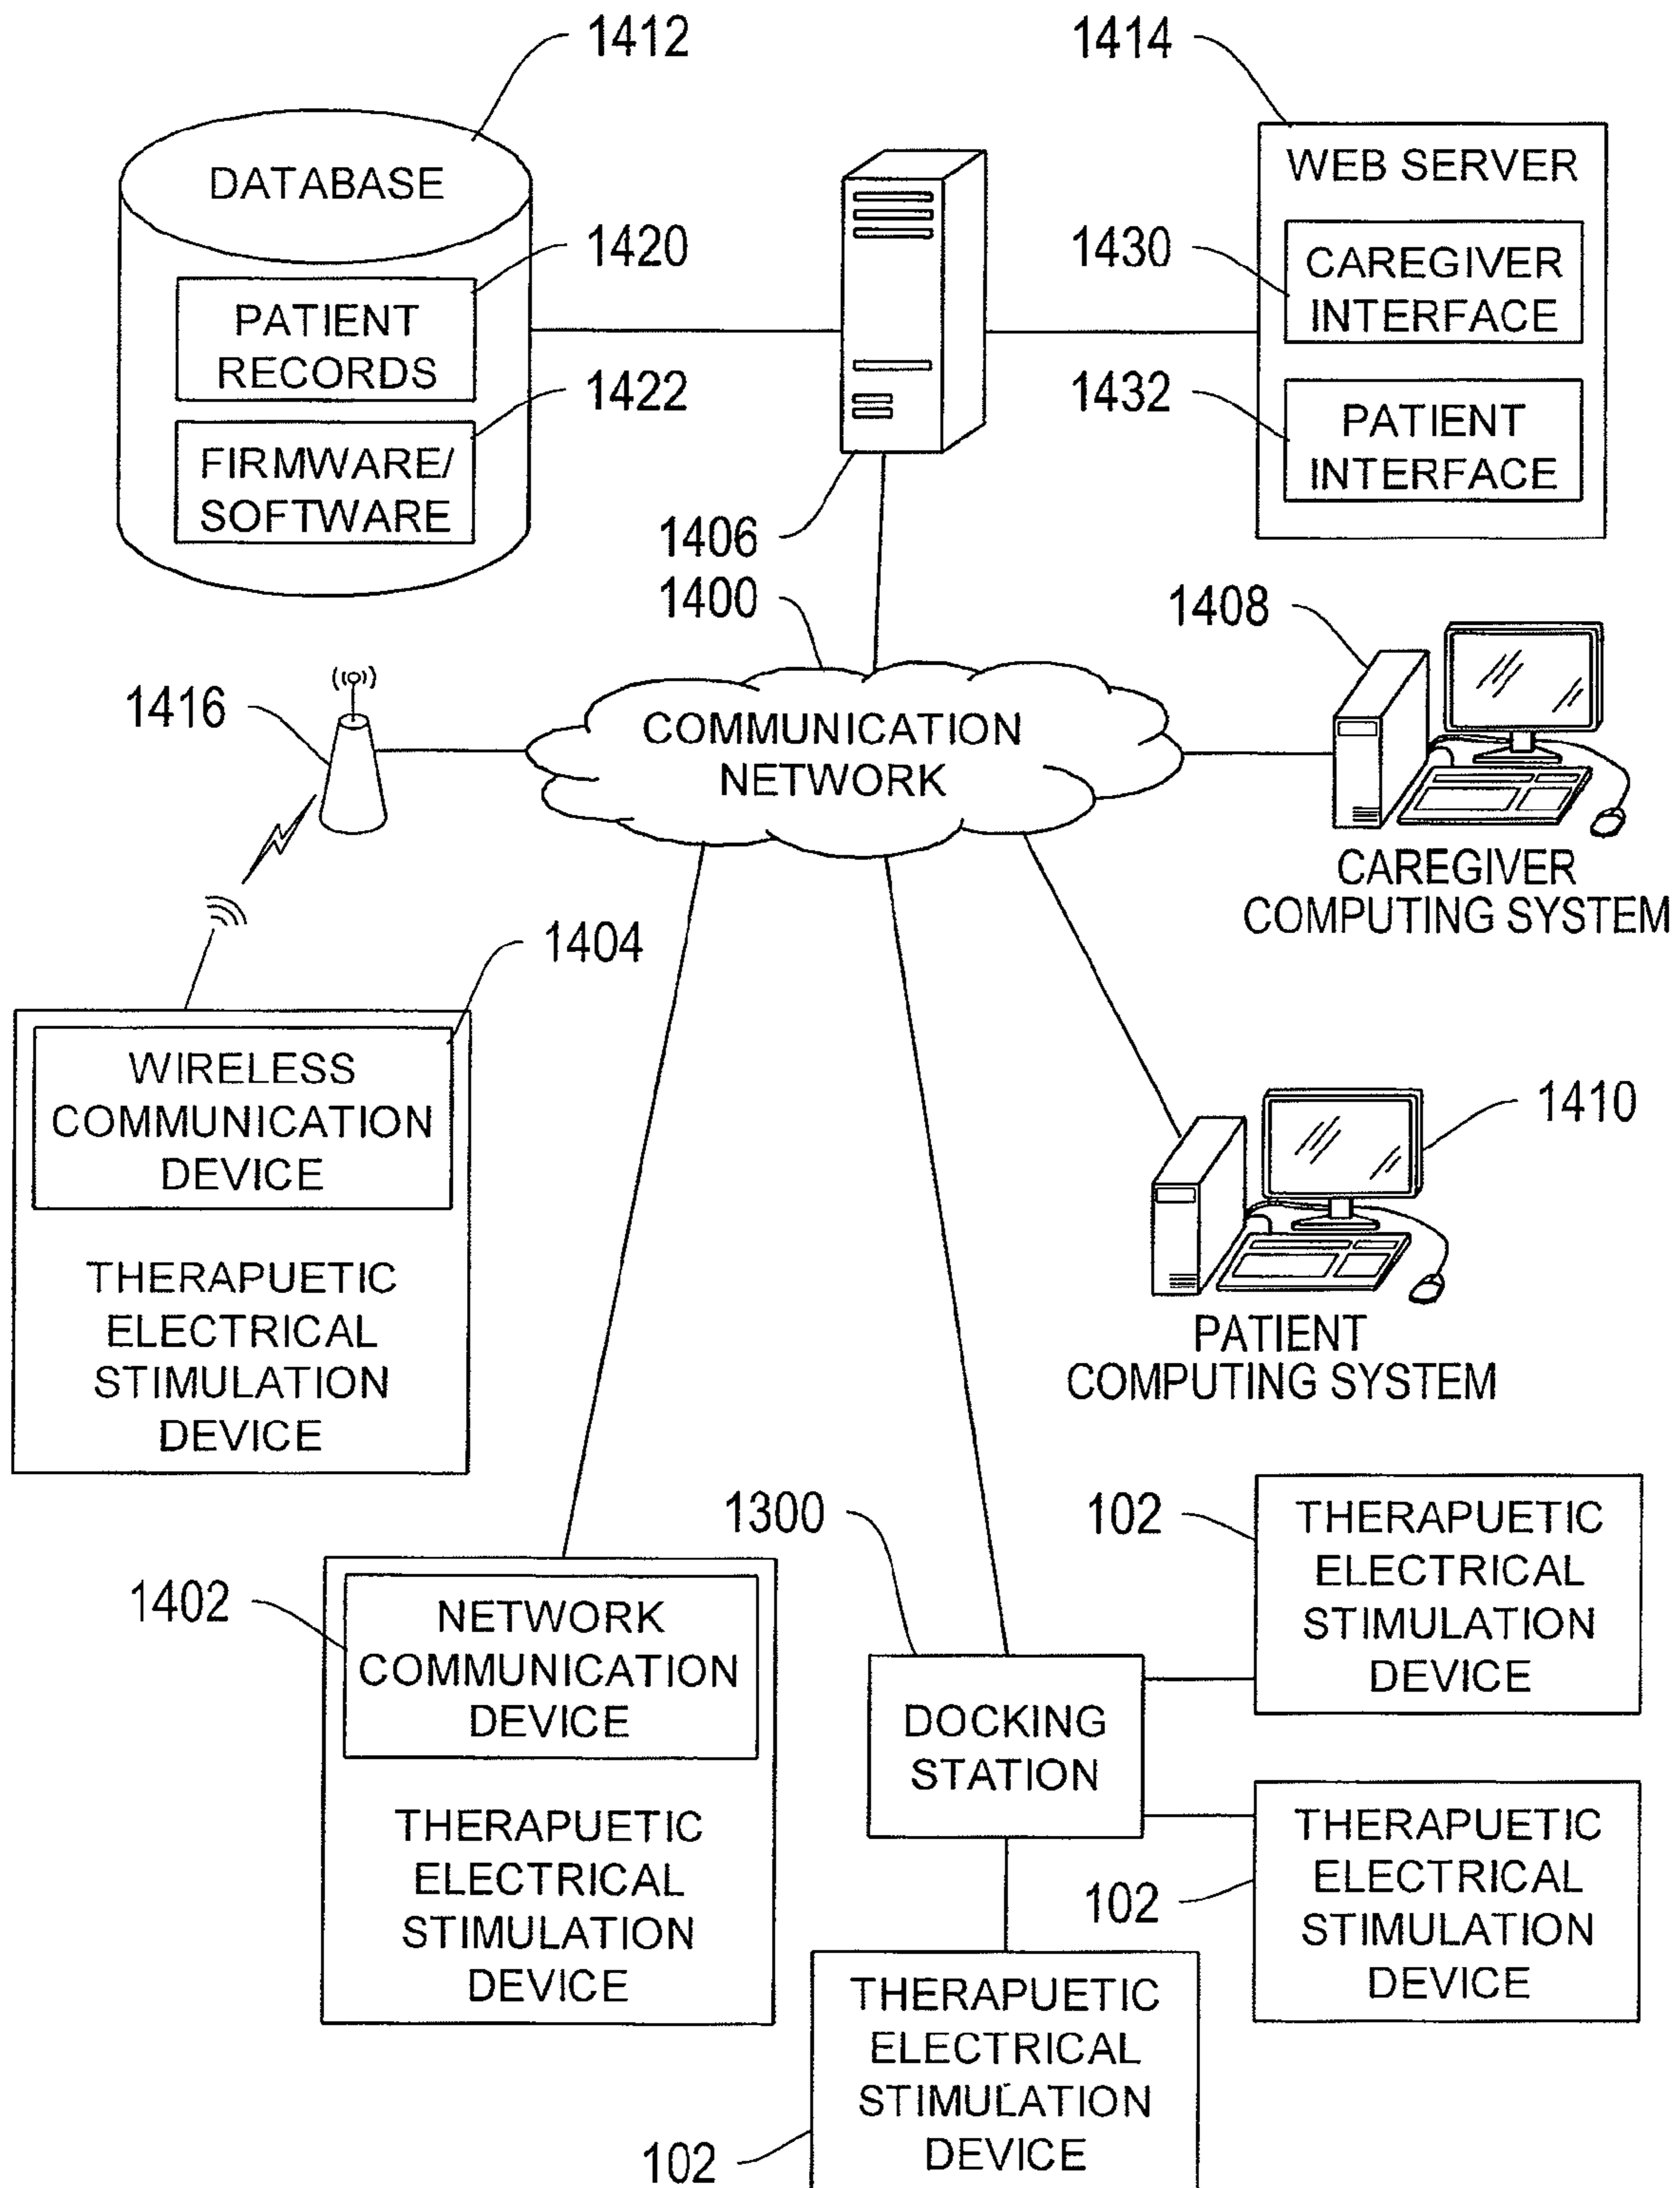 1412
1414
DATABASE
WEB SERVER
1420
1430
PATIENT
RECORDS
CAREGIVER
INTERFACE
1422
1432
FIRMWARE/
SOFTWARE
PATIENT
INTERFACE
1406
1400
1408
1416
COMMUNICATION
NETWORK
CAREGIVER
COMPUTING SYSTEM
1404
WIRELESS
COMMUNICATION
DEVICE
THERAPUETIC
ELECTRICAL
STIMULATION
DEVICE
1410
PATIENT
COMPUTING SYSTEM
1402
NETWORK
COMMUNICATION
DEVICE
THERAPUETIC
ELECTRICAL
STIMULATION
DEVICE
1300
DOCKING
STATION
102
THERAPUETIC
ELECTRICAL
STIMULATION
DEVICE
102
THERAPUETIC
ELECTRICAL
STIMULATION
DEVICE
102
THERAPUETIC
ELECTRICAL
STIMULATION
DEVICE